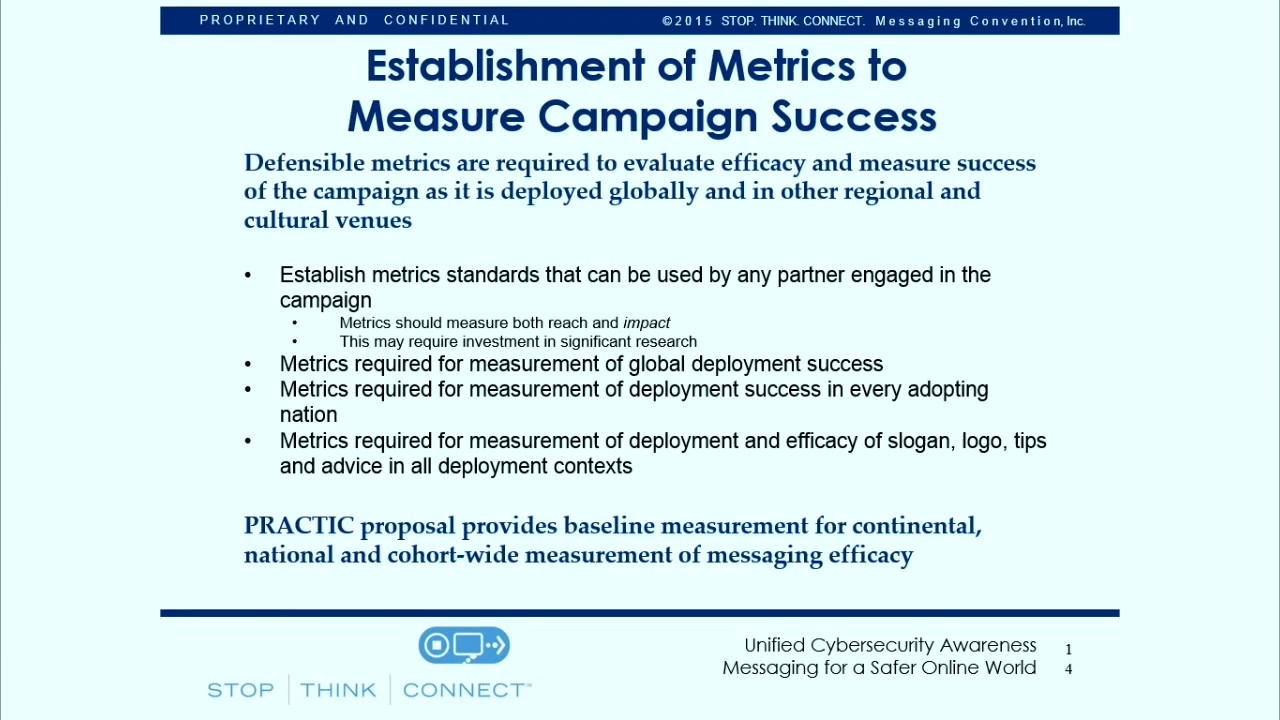 PROPRIETARY AND CONFIDENTIAL
©2015 STOP. THINK. CONNECT. Messaging Convention, Inc.
Establishment of Metrics to
Measure Campaign Success
Defensible metrics are required to evaluate efficacy and measure success
of the campaign as it is deployed globally and in other regional and
cultural venues
• Establish metrics standards that can be used by any partner engaged in the
campaign
• Metrics should measure both reach and impact
• This may require investment in significant research
• Metrics required for measurement of global deployment success
• Metrics required for measurement of deployment success in every adopting
nation
• Metrics required for measurement of deployment and efficacy of slogan, logo, tips
and advice in all deployment contexts
PRACTIC proposal provides baseline measurement for continental,
national and cohort-wide measurement of messaging efficacy
STOP | THINK | CONNECT™
Unified Cybersecurity Awareness
Messaging for a Safer Online World
1
4